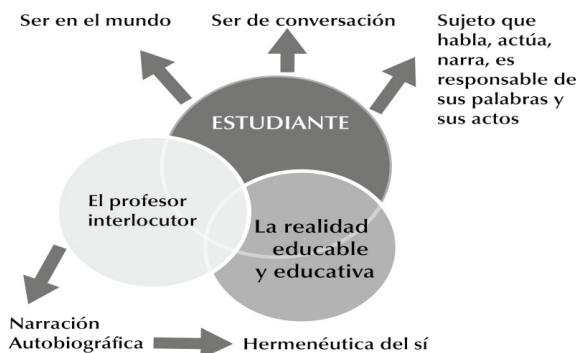 Ser en el mundo
Ser de conversación
Sujeto que
habla, actúa,
narra, es
responsable de
sus palabras y
sus actos
ESTUDIANTE
El profesor
interlocutor
La realidad
educable
y educativa
Narración
Autobiográfica
Hermenéutica del sí